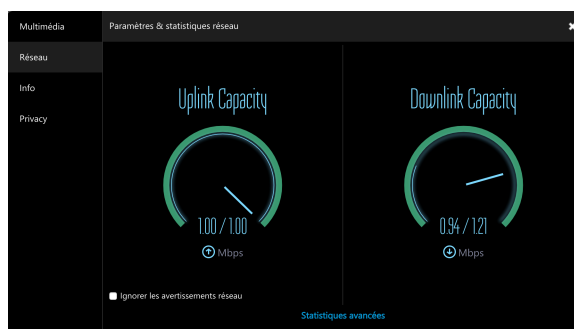 Multimédia
Paramètres & statistiques réseau
Réseau
Info
Privacy
Uplink Capacity
1.00 / 1.00
Mbps
Downlink Capacity
0.94 / 1.21
Mbps
Ignorer les avertissements réseau
Statistiques avancées